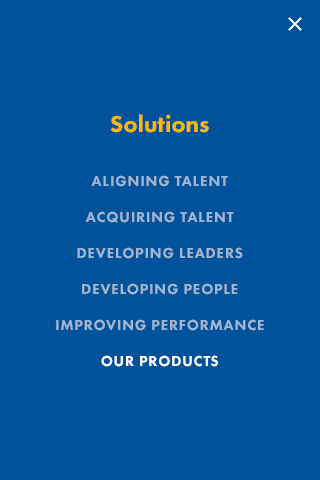 Solutions
ALIGNING TALENT
ACQUIRING TALENT
DEVELOPING LEADERS
DEVELOPING PEOPLE
IMPROVING PERFORMANCE
OUR PRODUCTS